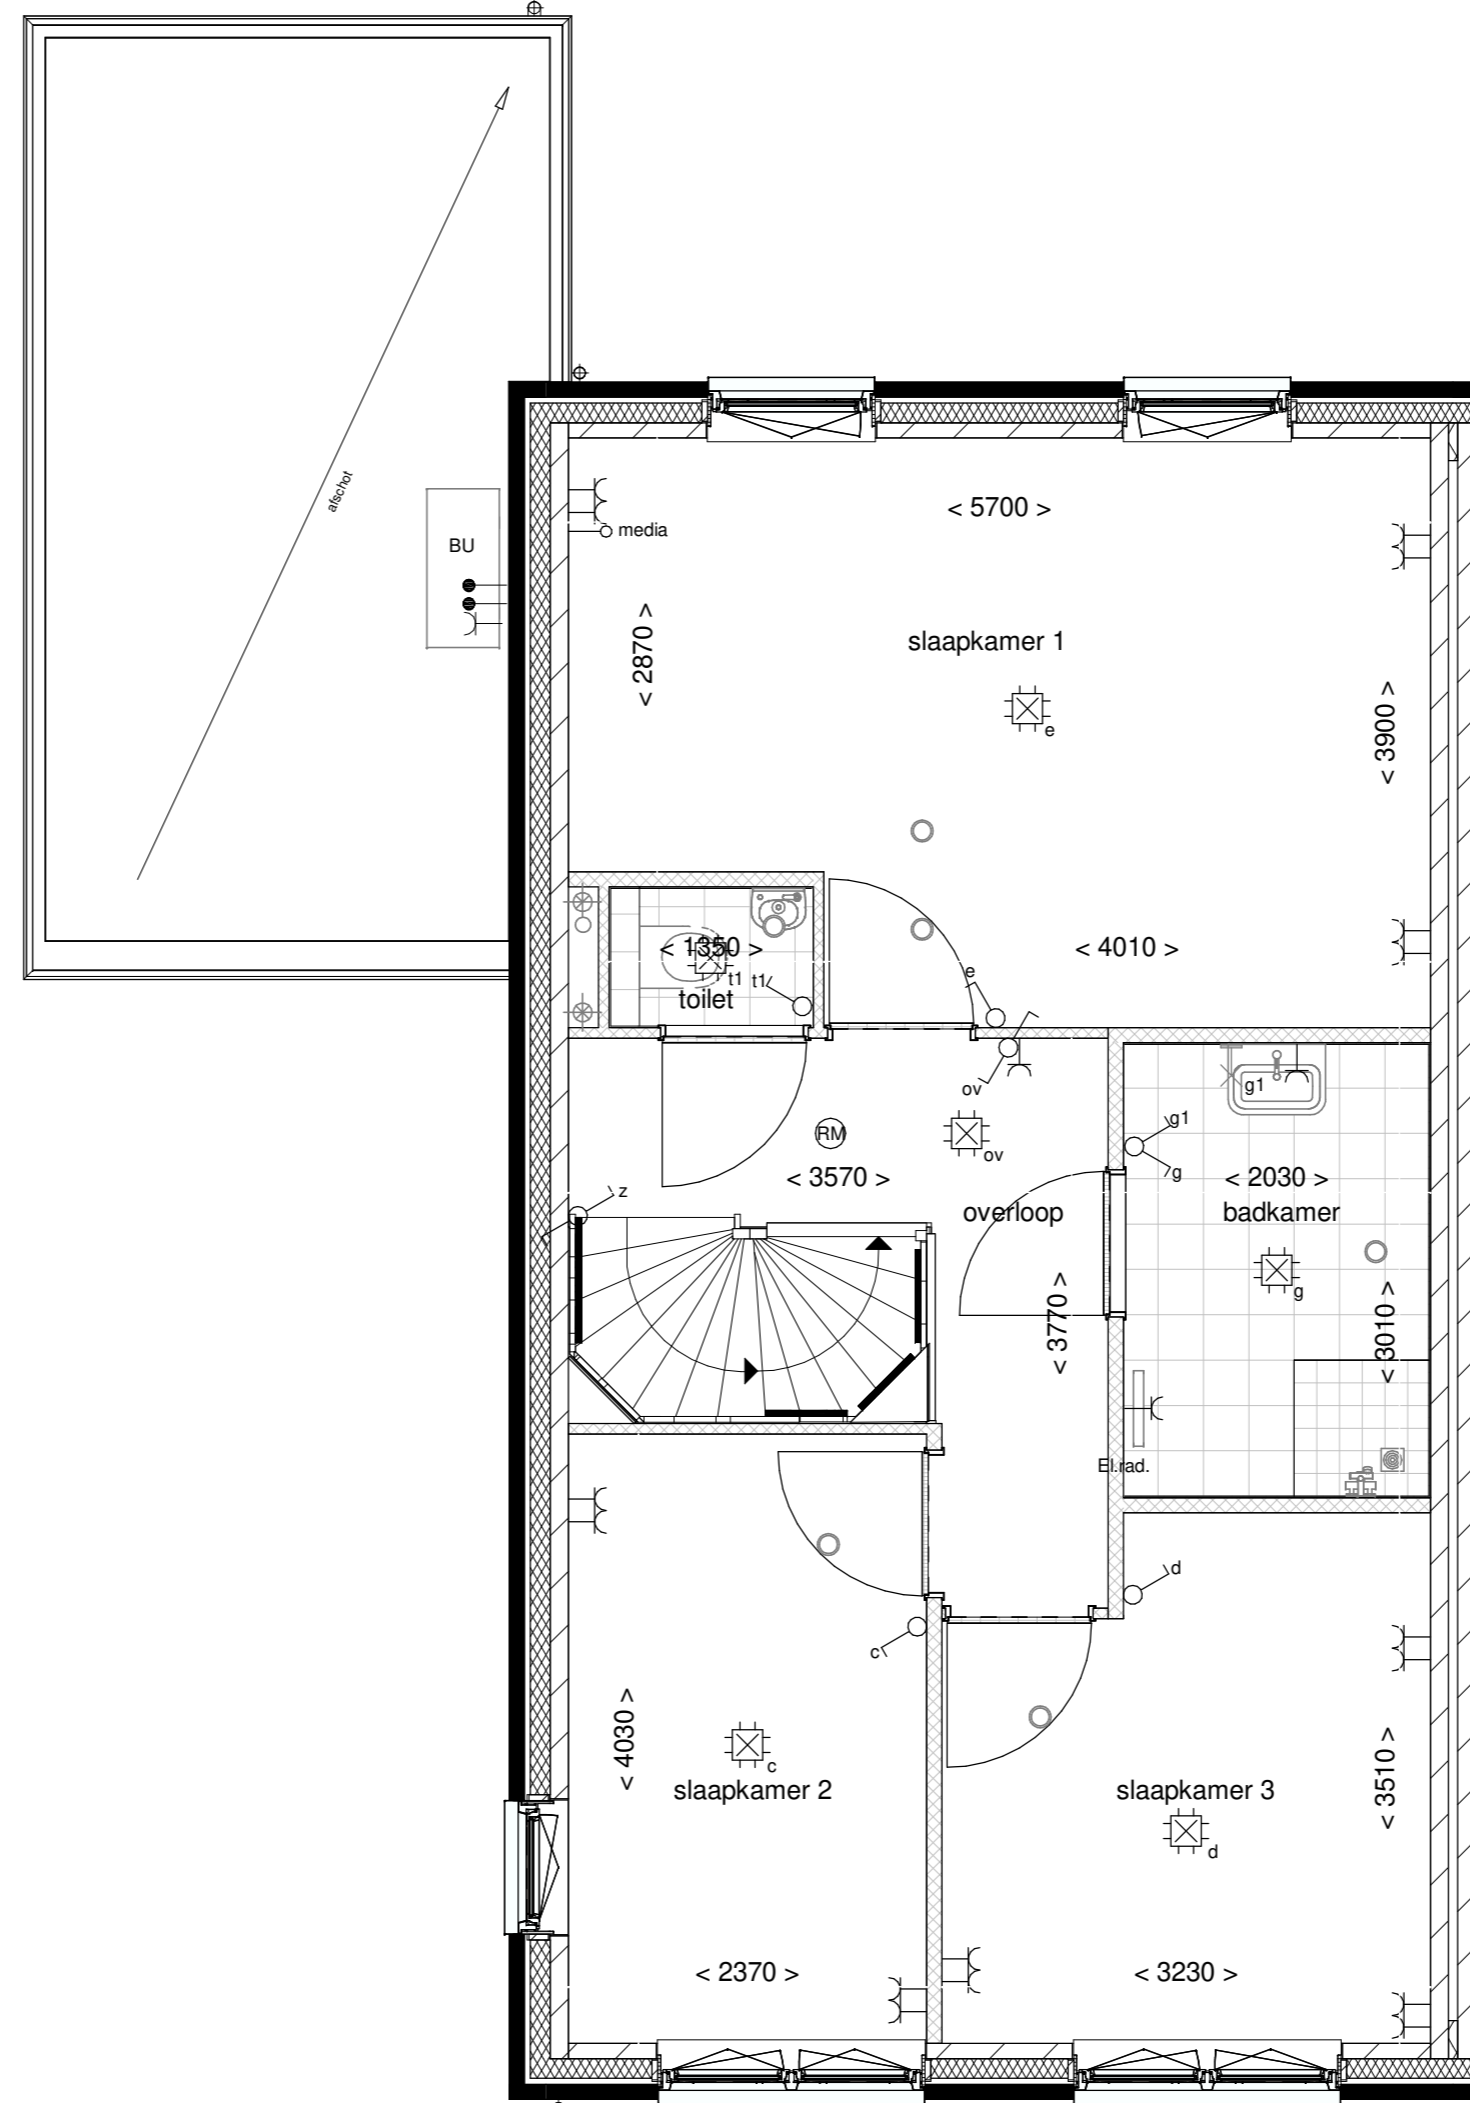 afschot
BU
media
< 5700 >
< 2870 >
slaapkamer 1
e
< 3900 >
< 1350 >
t1
t1
toilet
e
< 4010 >
ov
g1
RM
ov
g1
g
< 3570 >
z
overloop
< 2030 >
badkamer
g
< 3770 >
< 3010 >
El.rad.
d
c
< 4030 >
c
slaapkamer 2
slaapkamer 3
d
< 3510 >
< 2370 >
< 3230 >